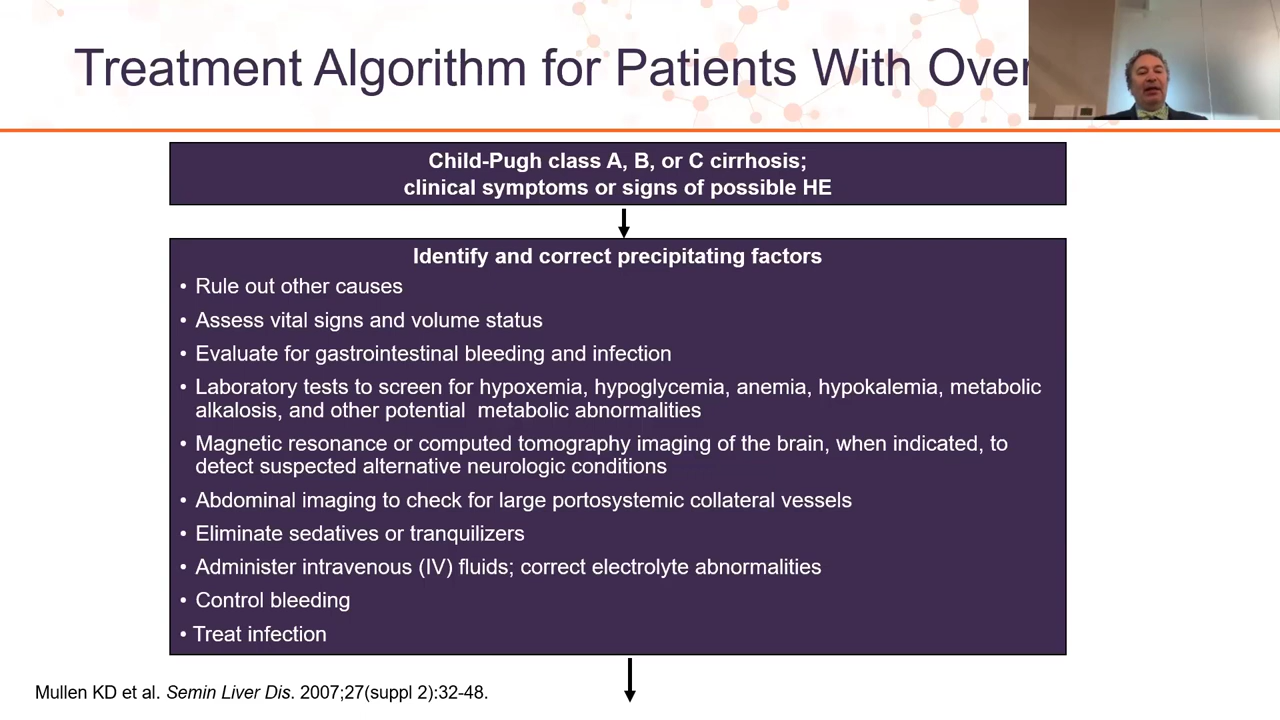 Treatment Algorithm for Patients With Over
Child-Pugh class A, B, or C cirrhosis;
clinical symptoms or signs of possible HE
Identify and correct precipitating factors
• Rule out other causes
• Assess vital signs and volume status
• Evaluate for gastrointestinal bleeding and infection
• Laboratory tests to screen for hypoxemia, hypoglycemia, anemia, hypokalemia, metabolic
alkalosis, and other potential  metabolic abnormalities
• Magnetic resonance or computed tomography imaging of the brain, when indicated, to
detect suspected alternative neurologic conditions
• Abdominal imaging to check for large portosystemic collateral vessels
• Eliminate sedatives or tranquilizers
• Administer intravenous (IV) fluids; correct electrolyte abnormalities
• Control bleeding
• Treat infection
Mullen KD et al. Semin Liver Dis. 2007;27(suppl 2):32-48.